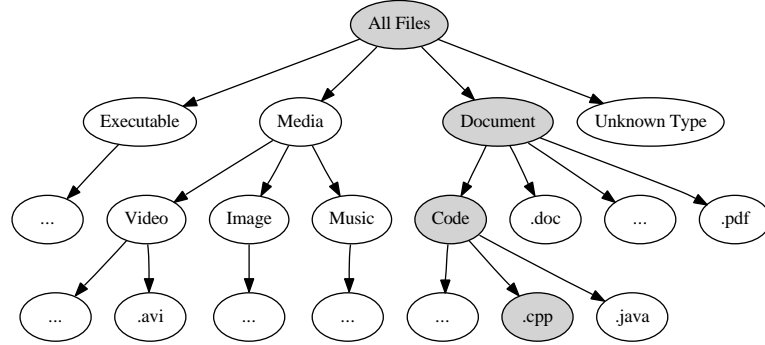 All Files
Executable
Media
Document
Unknown Type
...
Video
Image
Music
Code
.doc
...
.pdf
...
.avi
...
...
...
.cpp
.java